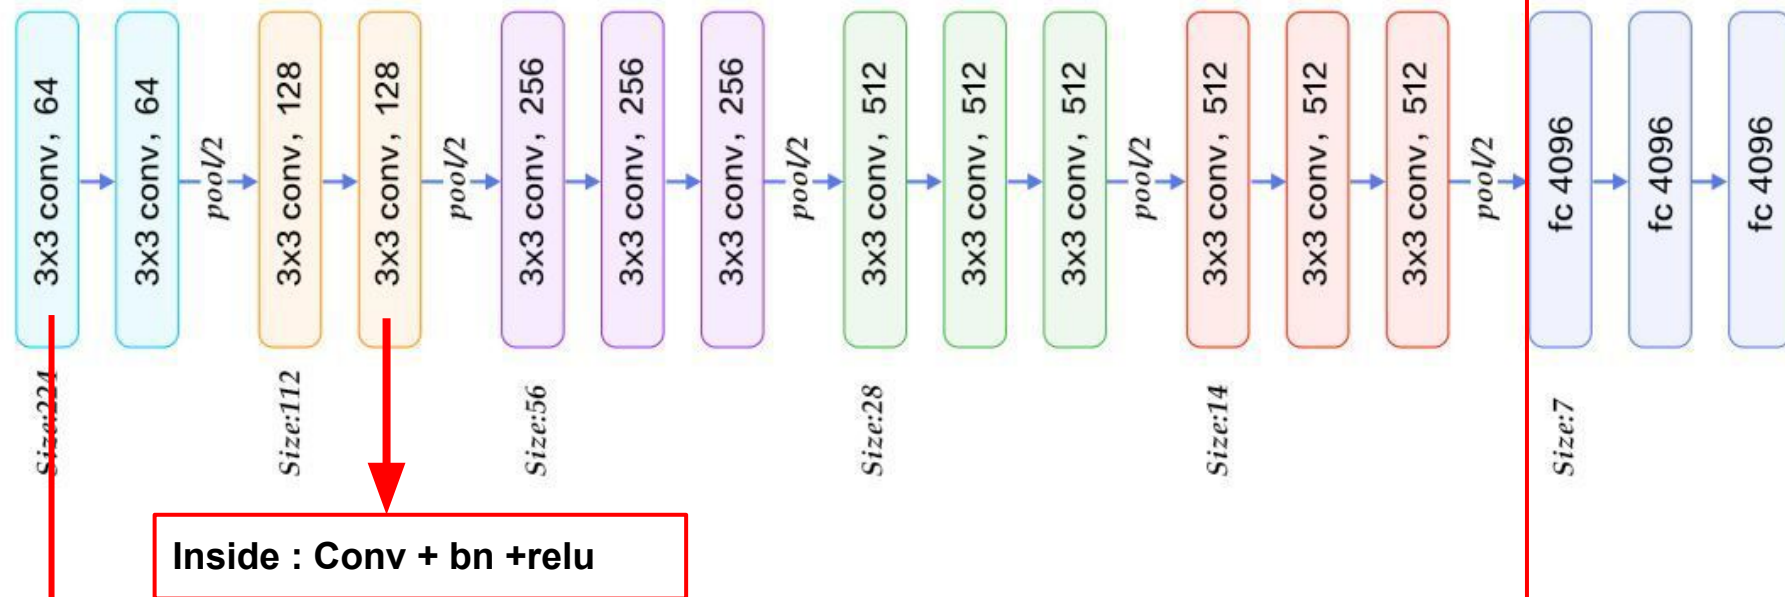 3x3 conv, 64
3x3 conv, 64
pool/2
3x3 conv, 128
3x3 conv, 128
pool/2
3x3 conv, 256
3x3 conv, 256
3x3 conv, 256
pool/2
3x3 conv, 512
3x3 conv, 512
3x3 conv, 512
pool/2
3x3 conv, 512
3x3 conv, 512
3x3 conv, 512
pool/2
fc 4096
fc 4096
fc 4096
Size:224
Size:112
Size:56
Size:28
Size:14
Size:7
Inside : Conv + bn +relu